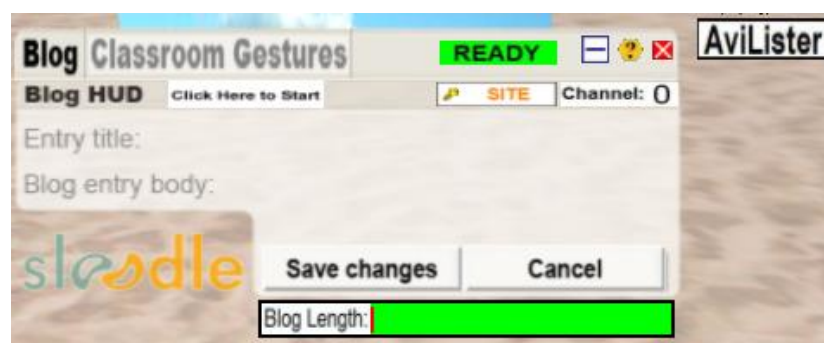 Blog Classroom Gestures READY ? AviLister
Blog HUD Click Here to Start SITE Channel: 0
Entry title:
Blog entry body:
sloodle
Save changes Cancel
Blog Length: